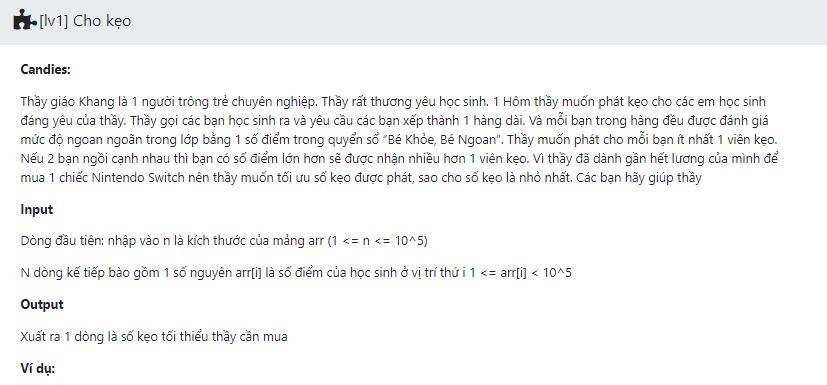 [lv1] Cho kẹo
Candies:
Thầy giáo Khang là 1 người trông trẻ chuyên nghiệp. Thầy rất thương yêu học sinh. 1 Hôm thầy muốn phát kẹo cho các em học sinh
đáng yêu của thầy. Thầy gọi các bạn học sinh ra và yêu cầu các bạn xếp thành 1 hàng dài. Và mỗi bạn trong hàng đều được đánh giá
mức độ ngoan ngoãn trong lớp bằng 1 số điểm trong quyển sổ “Bé Khỏe, Bé Ngoan”. Thầy muốn phát cho mỗi bạn ít nhất 1 viên kẹo.
Nếu 2 bạn ngồi cạnh nhau thì bạn có số điểm lớn hơn sẽ được nhận nhiều hơn 1 viên kẹo. Vì thầy đã dành gần hết lương của mình để
mua 1 chiếc Nintendo Switch nên thầy muốn tối ưu số kẹo được phát, sao cho số kẹo là nhỏ nhất. Các bạn hãy giúp thầy
Input
Dòng đầu tiên: nhập vào n là kích thước của mảng arr (1 <= n <= 10^5)
N dòng kế tiếp bào gồm 1 số nguyên arr[i] là số điểm của học sinh ở vị trí thứ i 1 <= arr[i] < 10^5
Output
Xuất ra 1 dòng là số kẹo tối thiểu thầy cần mua
Ví dụ: